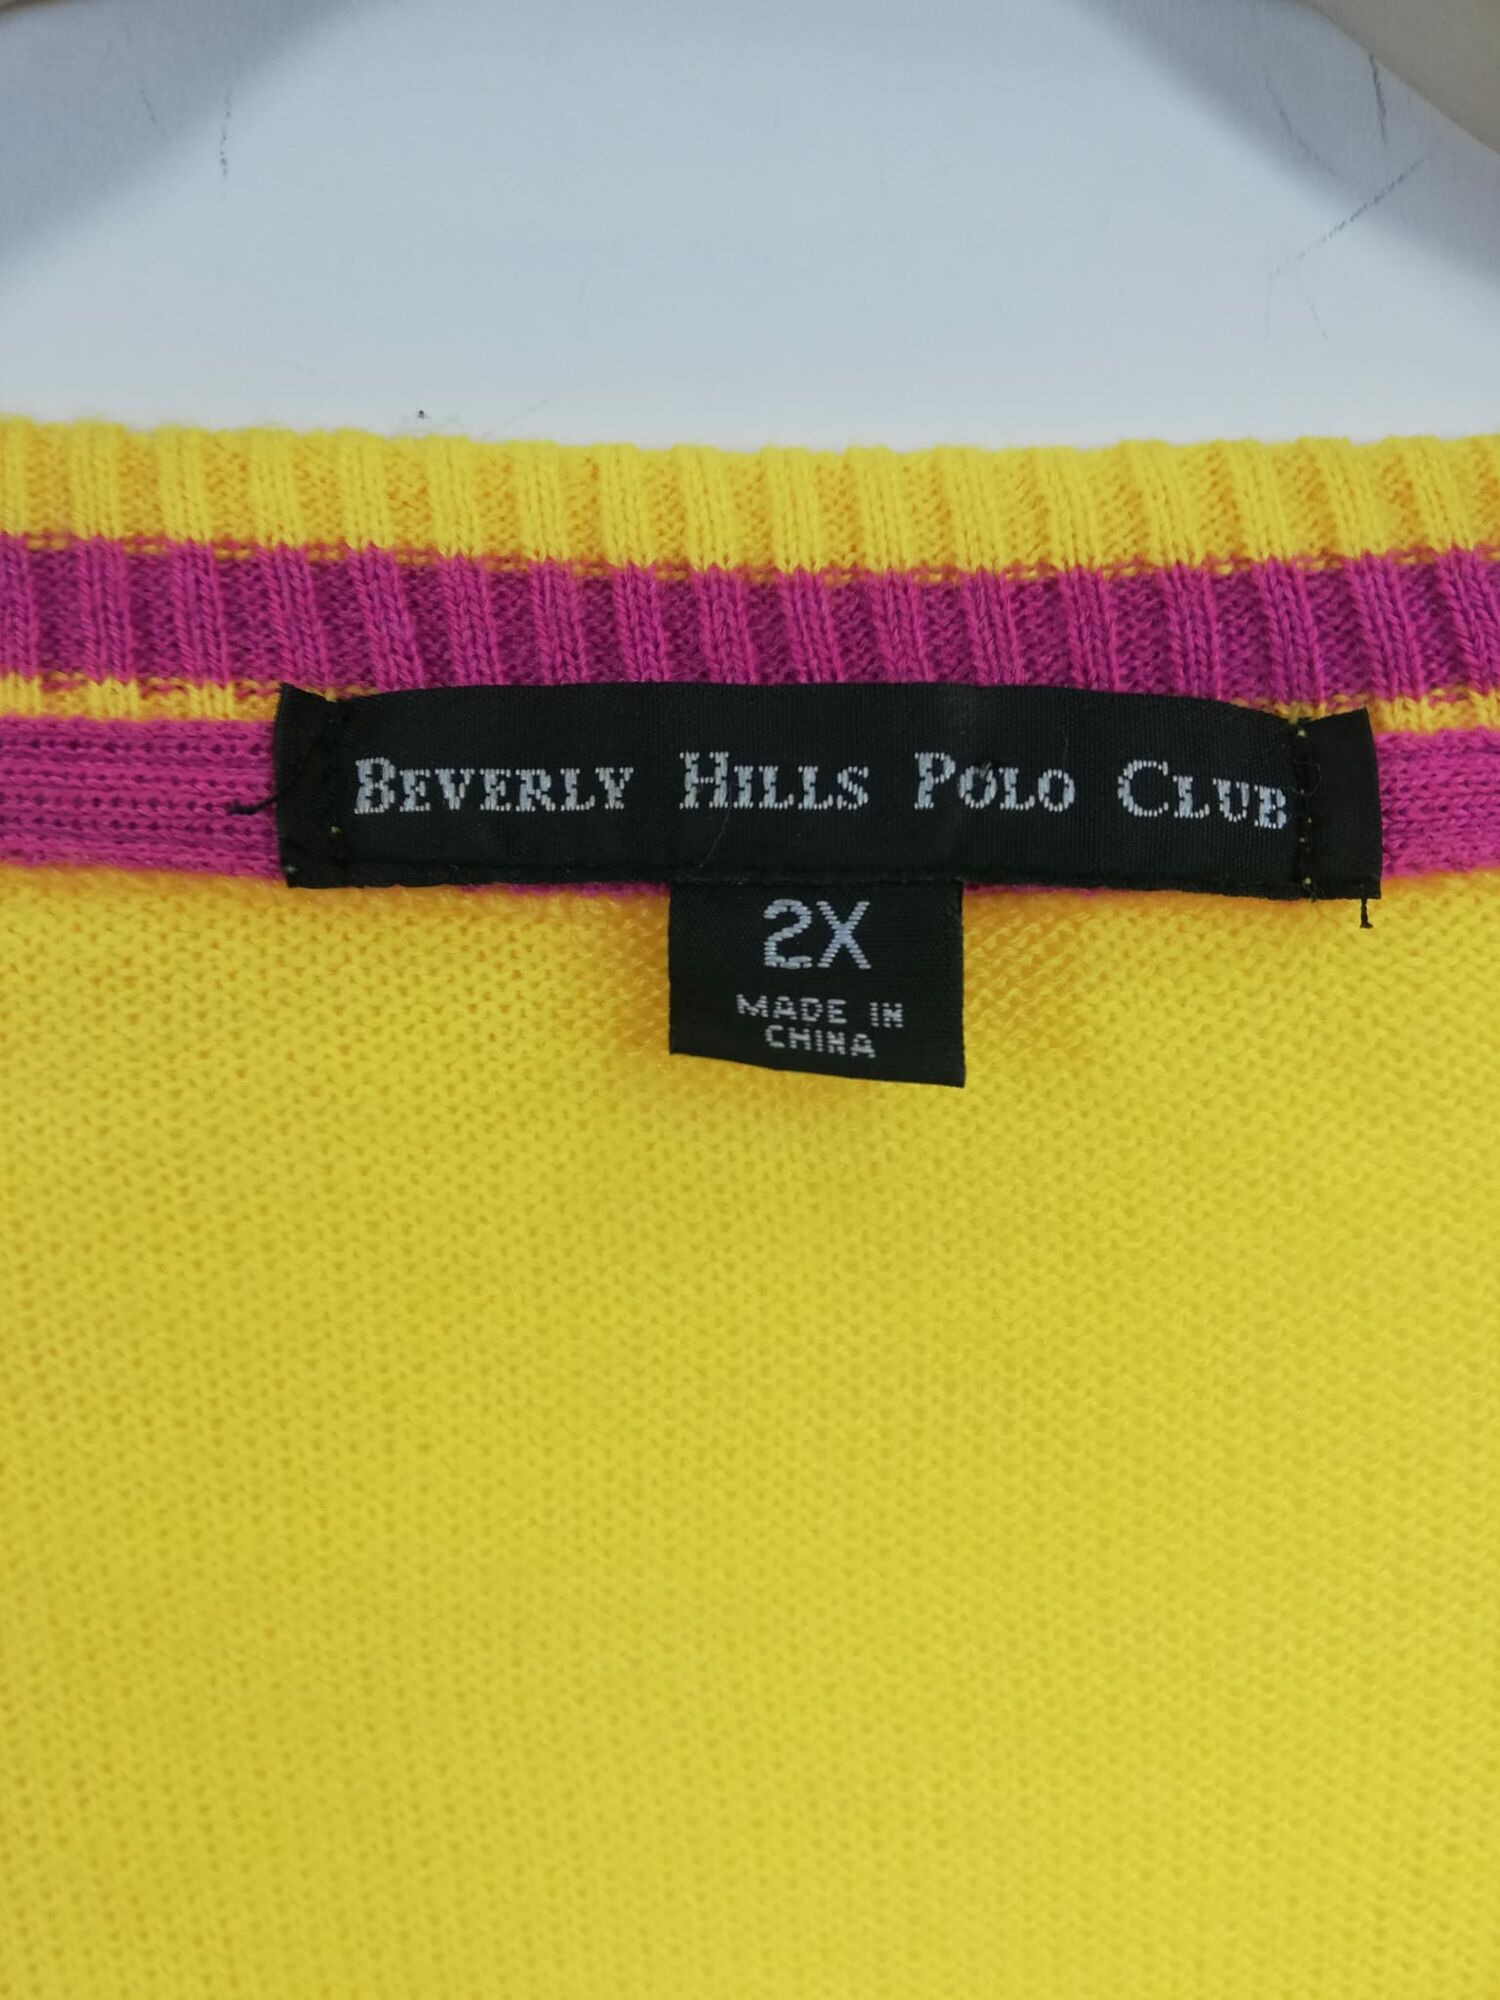 BEVERLY HILLS POLO CLUB
2X
MADE IN
CHINA